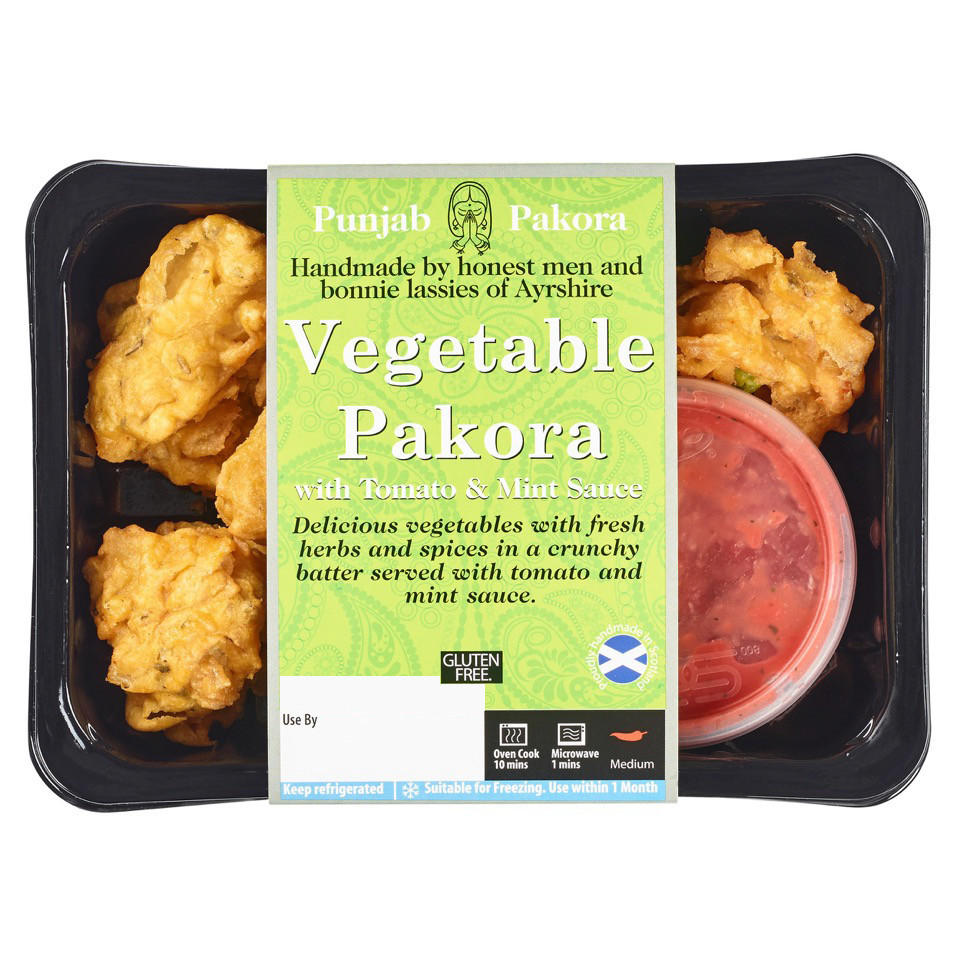 Punjab Pakora
Handmade by honest men and
bonnie lassies of Ayrshire
Vegetable
Pakora
with Tomato & Mint Sauce
Delicious vegetables with fresh
herbs and spices in a crunchy
batter served with tomato and
mint sauce.
GLUTEN
FREE.
Proudly handmade in Scotland
Use By
Oven Cook
10 mins
Microwave
1 mins
Medium
Keep refrigerated
Suitable for Freezing. Use within 1 Month